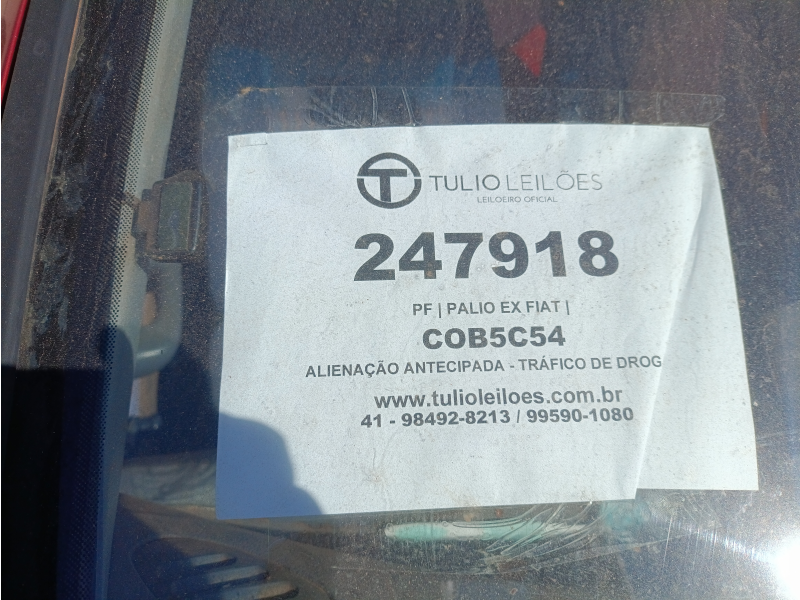 TULIO LEILÕES
LEILOEIRO OFICIAL
247918
PF | PALIO EX FIAT |
COB5C54
ALIENAÇÃO ANTECIPADA - TRÁFICO DE DROG
www.tulioleiloes.com.br
41 - 98492-8213 / 99590-1080